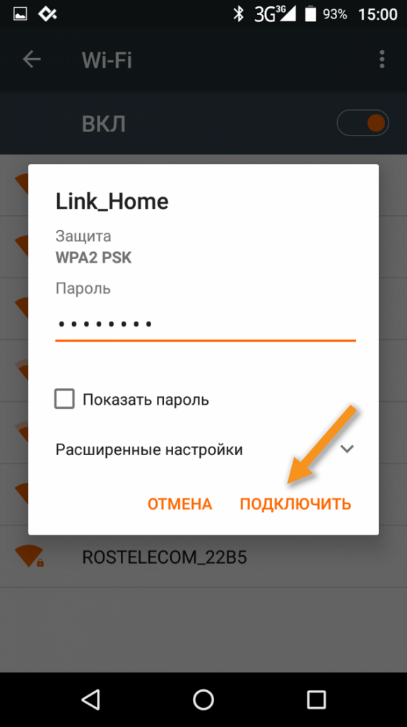 3G 3G 93% 15:00
Wi-Fi
ВКЛ
Link_Home
Защита
WPA2 PSK
Пароль
••••••••
Показать пароль
Расширенные настройки
ОТМЕНА ПОДКЛЮЧИТЬ
ROSTELECOM_22B5